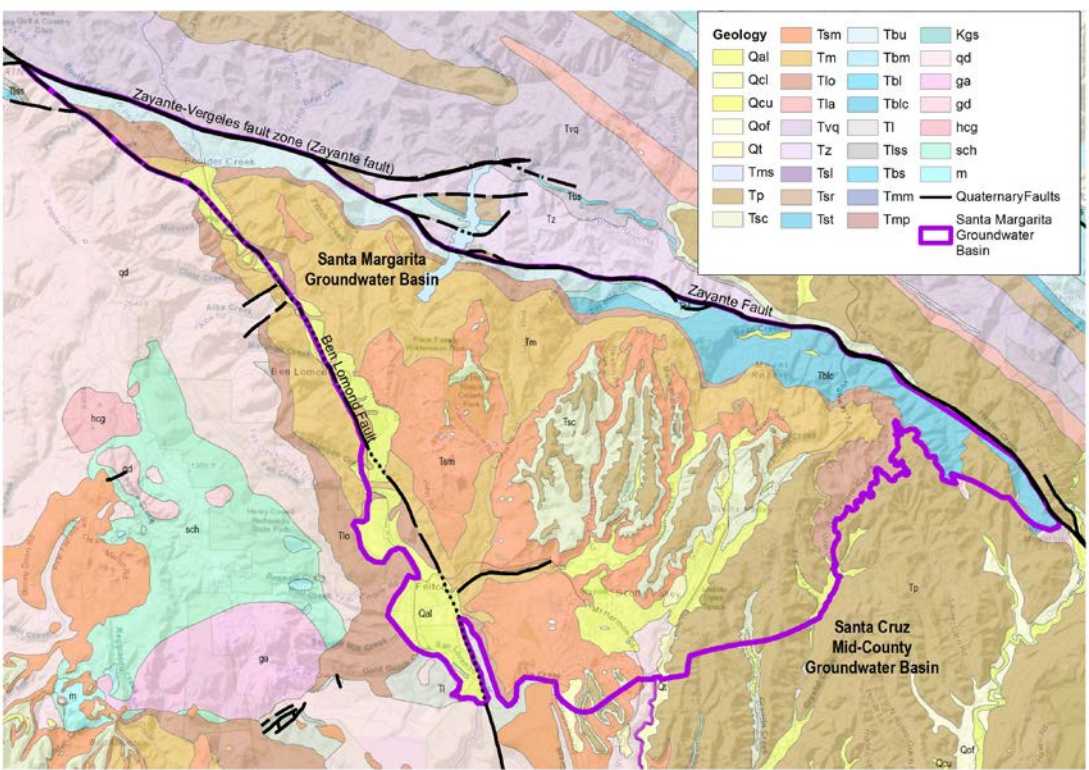 Geology
Qal
Qcl
Qcu
Qof
Qt
Tms
Tp
Tsc
Tsm
Tm
Tlo
Tla
Tvq
Tz
Tsl
Tsr
Tst
Tbu
Tbm
Tbl
Tblc
Tl
Tlss
Tbs
Tmm
Tmp
Kgs
qd
ga
gd
hcg
sch
m
QuaternaryFaults
Santa Margarita
Groundwater
Basin
Tlss
Zayante-Vergeles fault zone (Zayante fault)
Tvq
Boulder Creek
Tbs
Tz
qd
Santa Margarita
Groundwater Basin
Zayante Fault
Ben Lomond Fault
Tm
Ben Lomond
Tblc
hcg
Tsc
qd
Tsm
sch
Tlo
Felton
Qal
Tp
Santa Cruz
Mid-County
Groundwater Basin
ga
Tl
Qt
m
Qof
Qcu